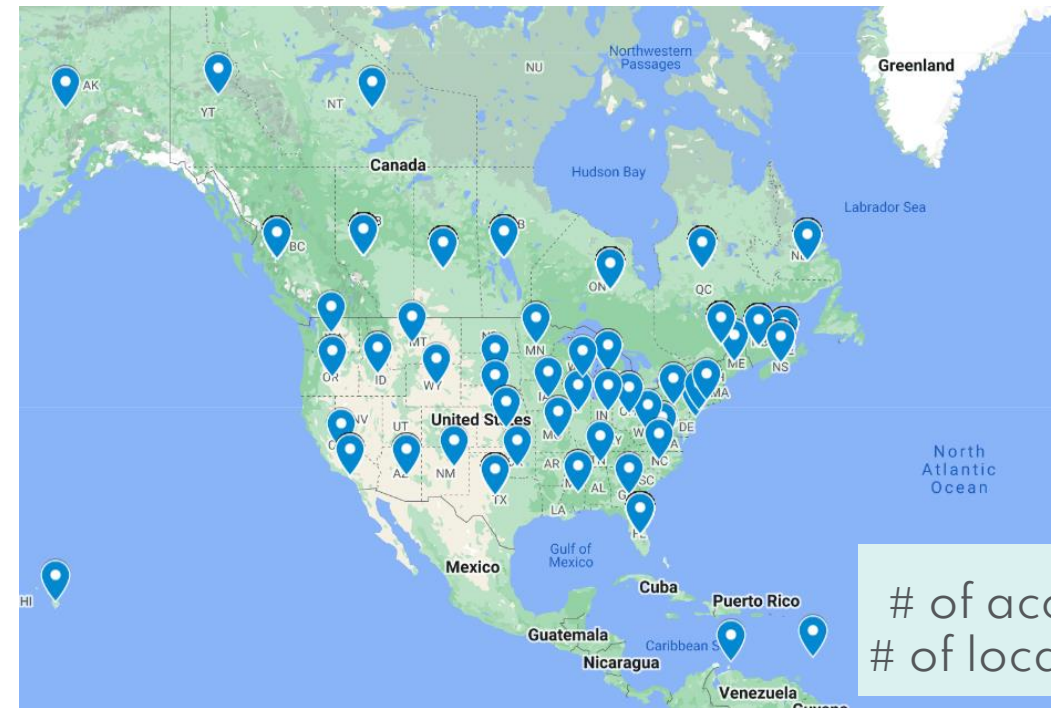 Northwestern
Passages
NU
Greenland
AK
YT
NT
Canada
Hudson Bay
Labrador Sea
BC
ON
QC
MT
MN
ME
NS
OR
ID
WY
IA
MA
IN
United States
NV
UT
MO
DE
AZ
NM
AR
NC
SC
TX
AL
LA
North
Atlantic
Ocean
Gulf of
Mexico
Mexico
Cuba
Puerto Rico
HI
Guatemala
Caribbean
Nicaragua
Venezuela
# of acc
# of loca